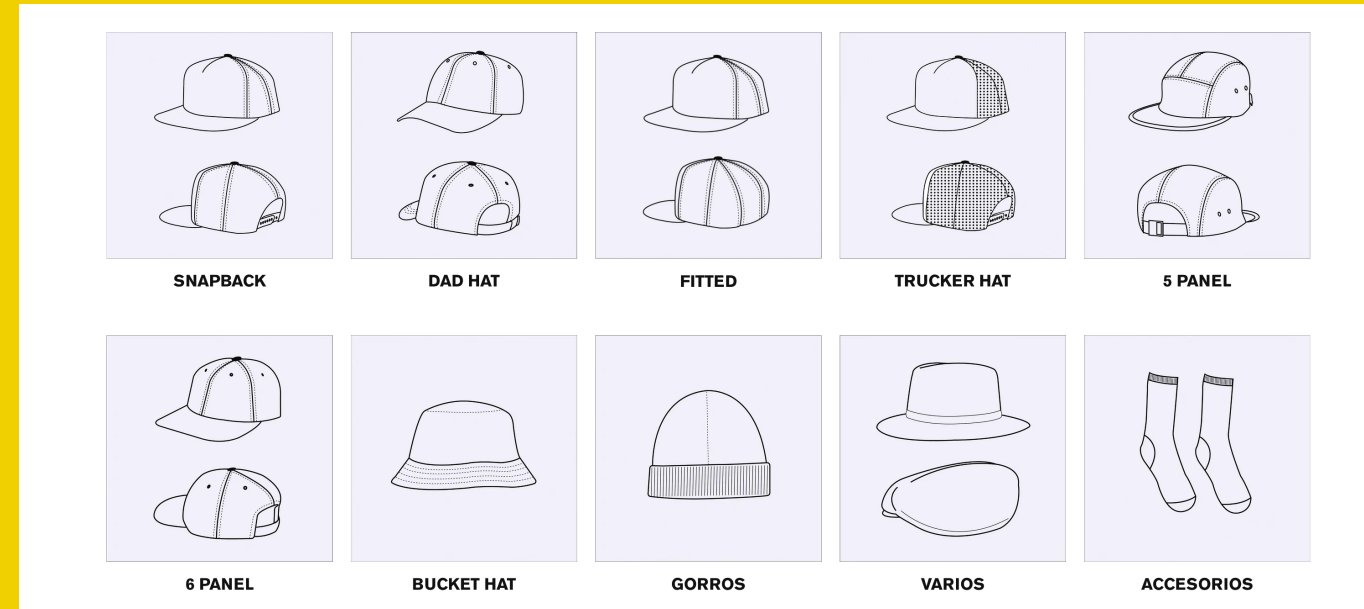 SNAPBACK
DAD HAT
FITTED
TRUCKER HAT
5 PANEL
6 PANEL
BUCKET HAT
GORROS
VARIOS
ACCESORIOS